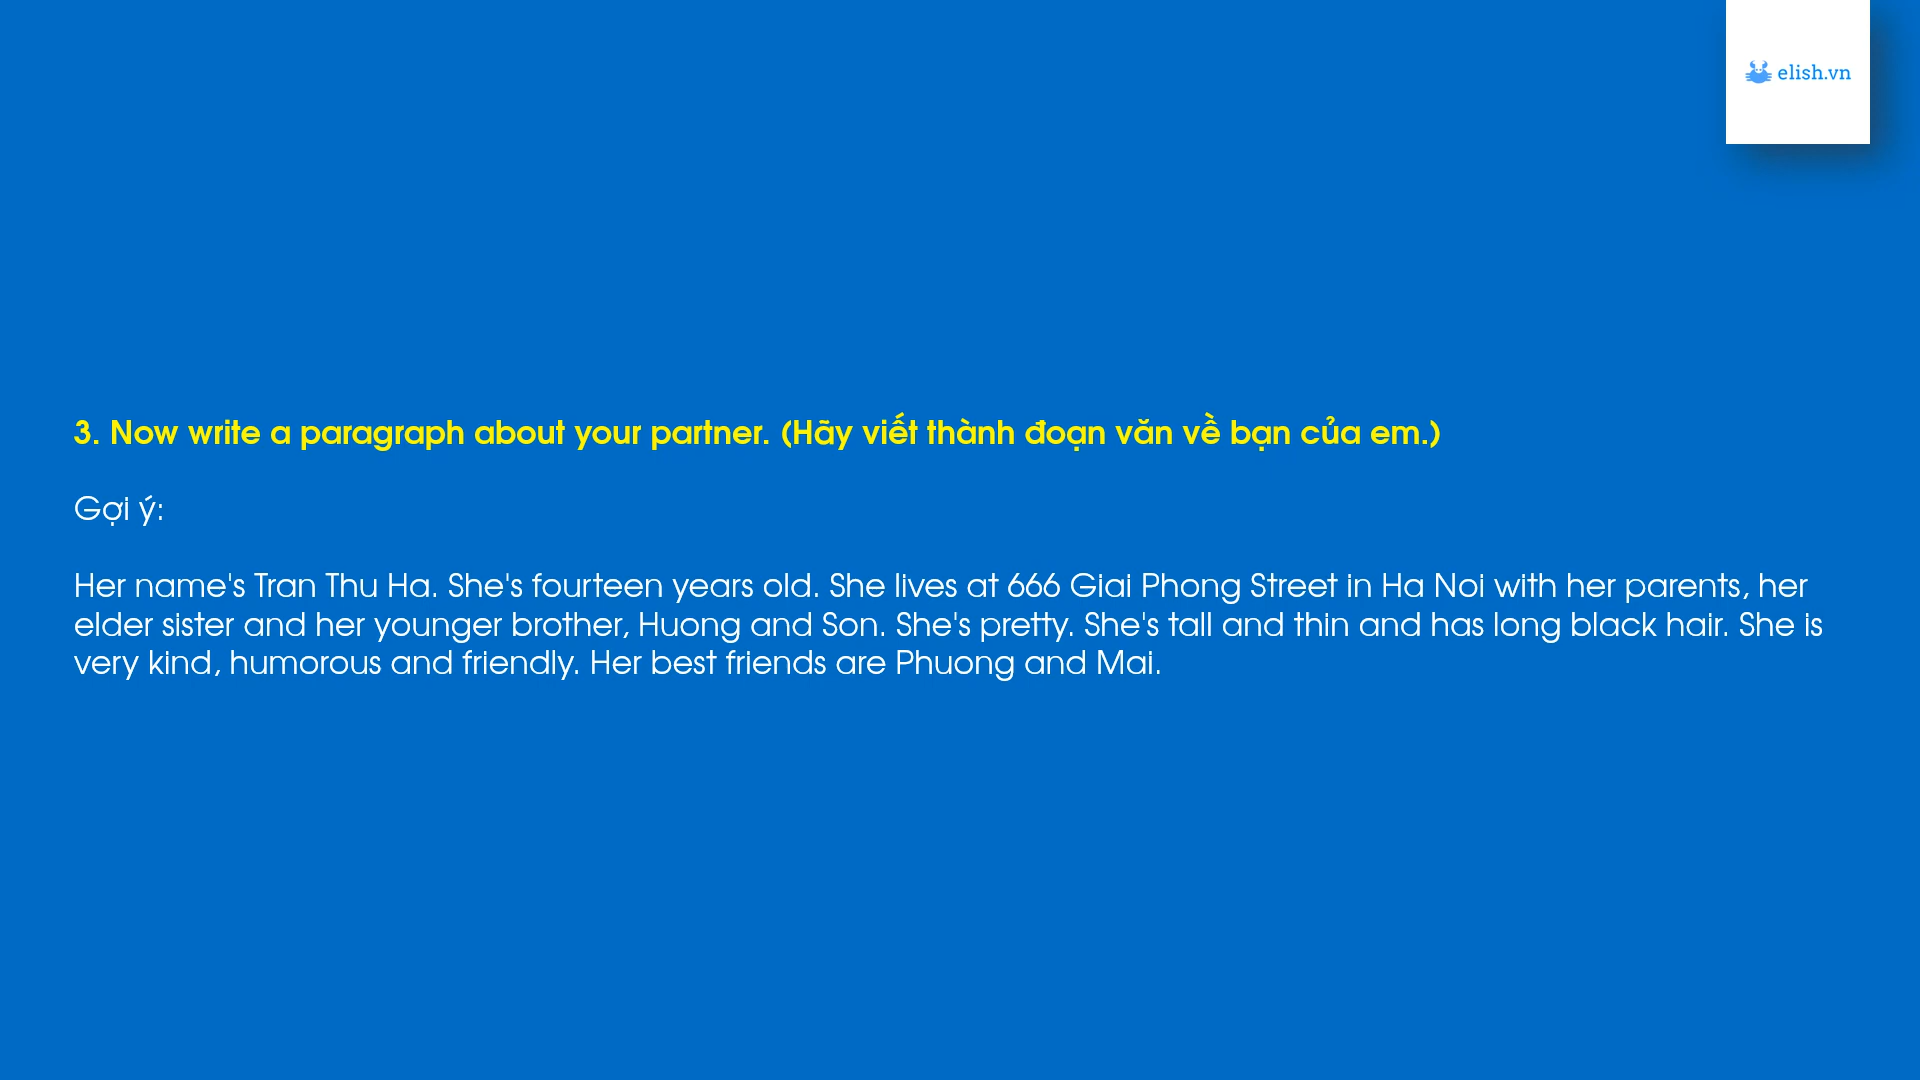 elish.vn
3. Now write a paragraph about your partner. (Hãy viết thành đoạn văn về bạn của em.)
Gợi ý:
Her name's Tran Thu Ha. She's fourteen years old. She lives at 666 Giai Phong Street in Ha Noi with her parents, her
elder sister and her younger brother, Huong and Son. She's pretty. She's tall and thin and has long black hair. She is
very kind, humorous and friendly. Her best friends are Phuong and Mai.